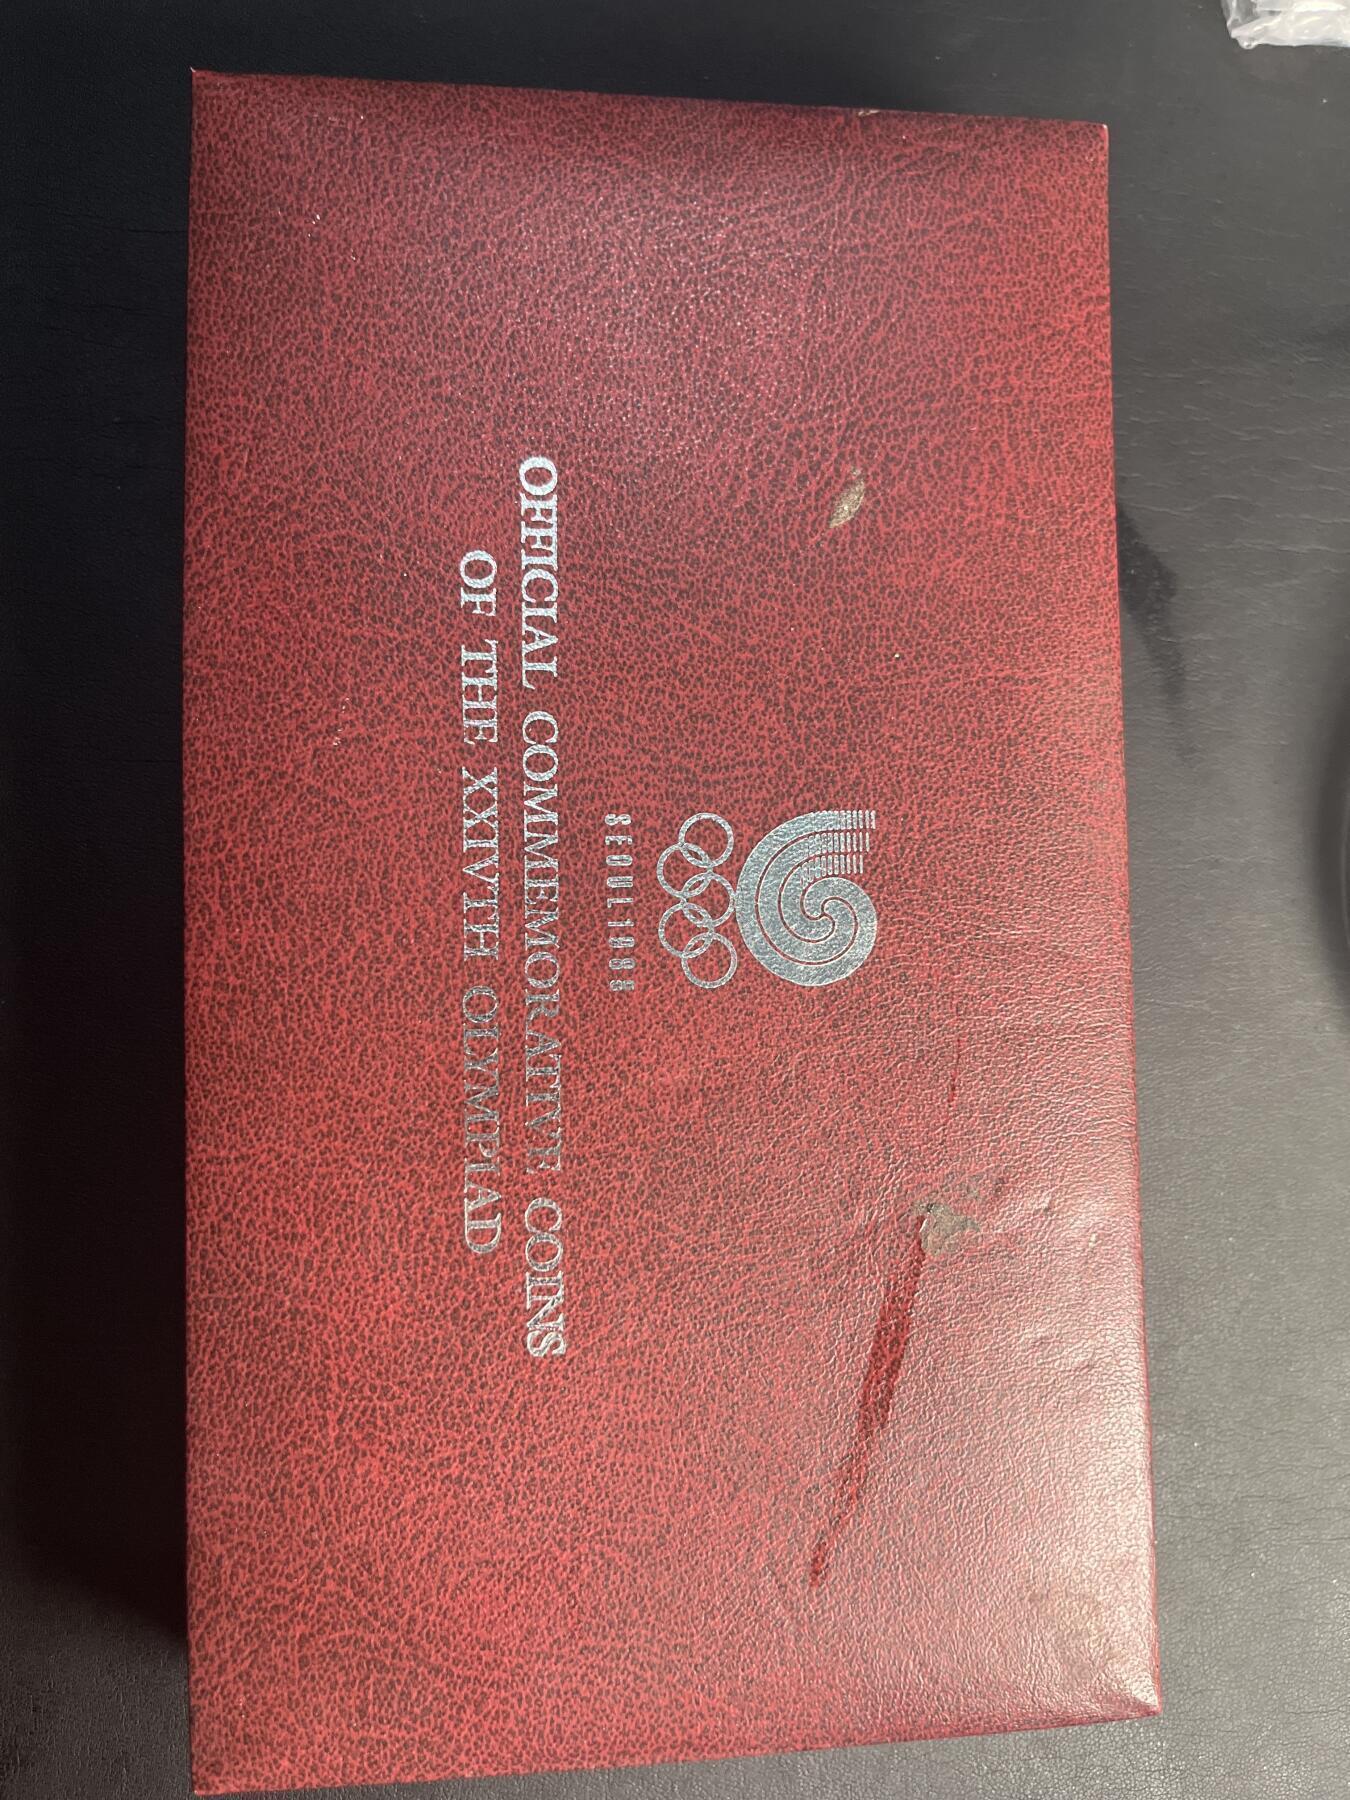 SEOUL 1988
OFFICIAL COMMEMORATIVE COINS
OF THE XXIVTH OLYMPIAD